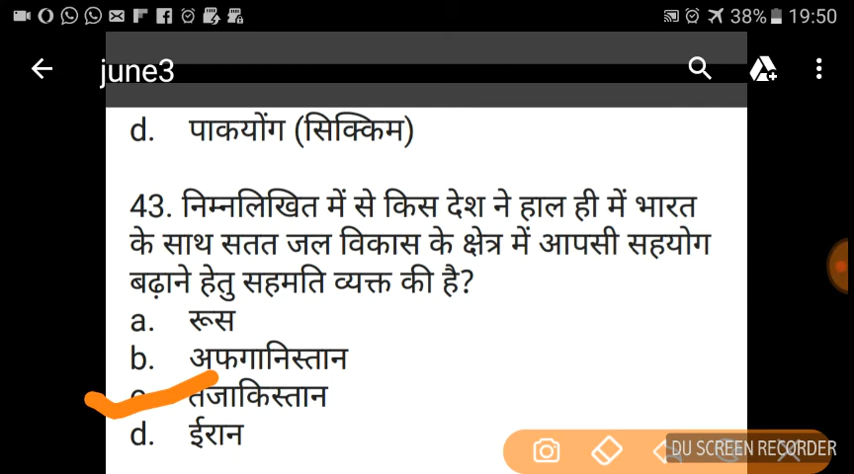 38% 19:50
june3
d. पाकयोंग (सिक्किम)
43. निम्नलिखित में से किस देश ने हाल ही में भारत
के साथ सतत जल विकास के क्षेत्र में आपसी सहयोग
बढ़ाने हेतु सहमति व्यक्त की है?
a. रूस
b. अफगानिस्तान
c. तजाकिस्तान
d. ईरान
DU SCREEN RECORDER